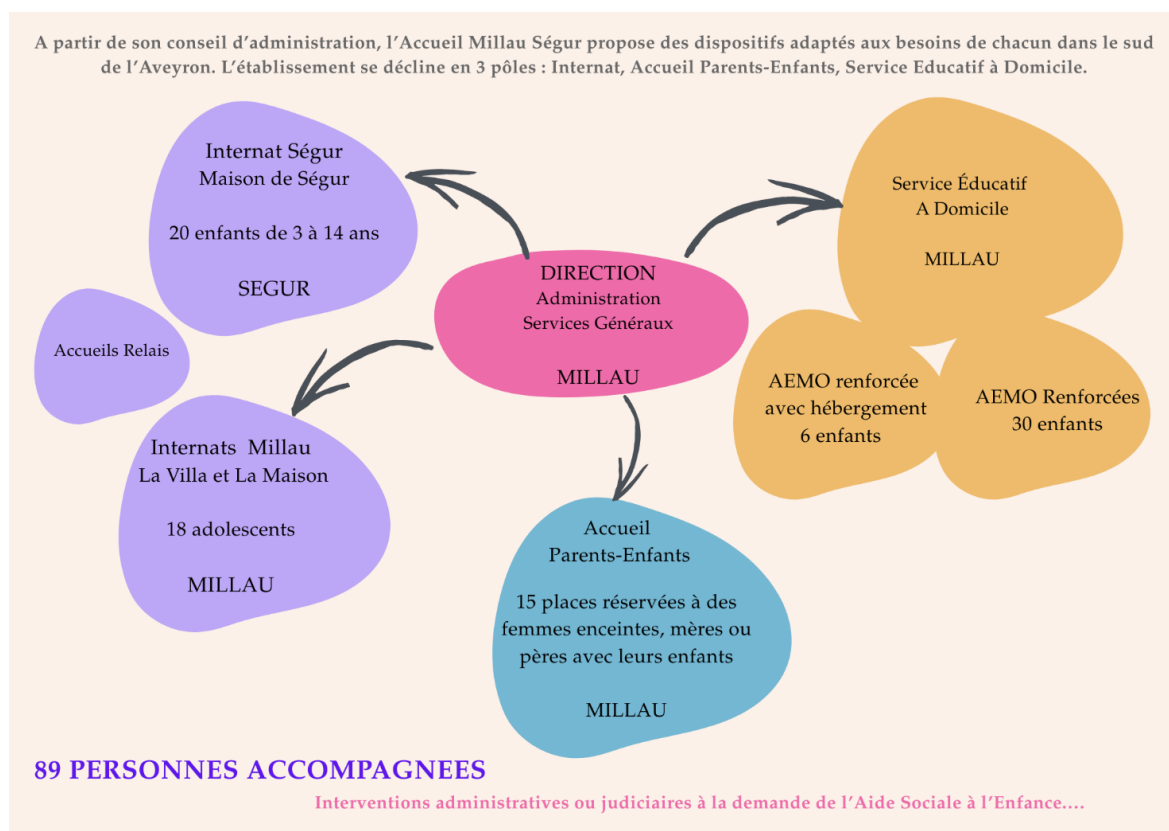 A partir de son conseil d'administration, l'Accueil Millau Ségur propose des dispositifs adaptés aux besoins de chacun dans le sud
de l'Aveyron. L'établissement se décline en 3 pôles : Internat, Accueil Parents-Enfants, Service Educatif à Domicile.
Internat Ségur
Maison de Ségur
20 enfants de 3 à 14 ans
SEGUR
Accueils Relais
Internats Millau
La Villa et La Maison
18 adolescents
MILLAU
DIRECTION
Administration
Services Généraux
MILLAU
Accueil
Parents-Enfants
15 places réservées à des
femmes enceintes, mères ou
pères avec leurs enfants
MILLAU
Service Éducatif
A Domicile
MILLAU
AEMO renforcée
avec hébergement
6 enfants
AEMO Renforcées
30 enfants
89 PERSONNES ACCOMPAGNEES
Interventions administratives ou judiciaires à la demande de l'Aide Sociale à l'Enfance....